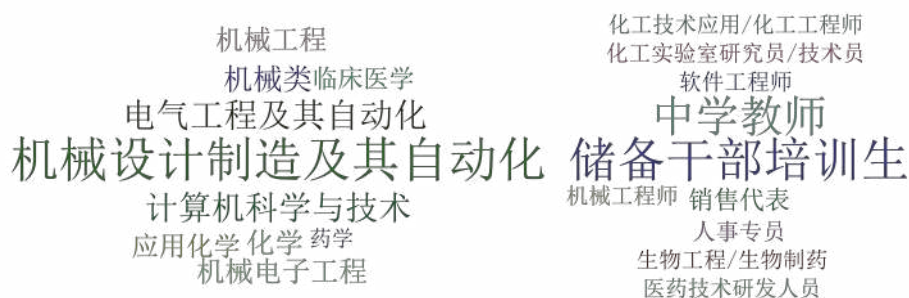 机械工程
机械类 临床医学
电气工程及其自动化
机械设计制造及其自动化
计算机科学与技术
应用化学 化学 药学
机械电子工程
化工技术应用/化工工程师
化工实验室研究员/技术员
软件工程师
中学教师
储备干部培训生
机械工程师 销售代表
人事专员
生物工程/生物制药
医药技术研发人员